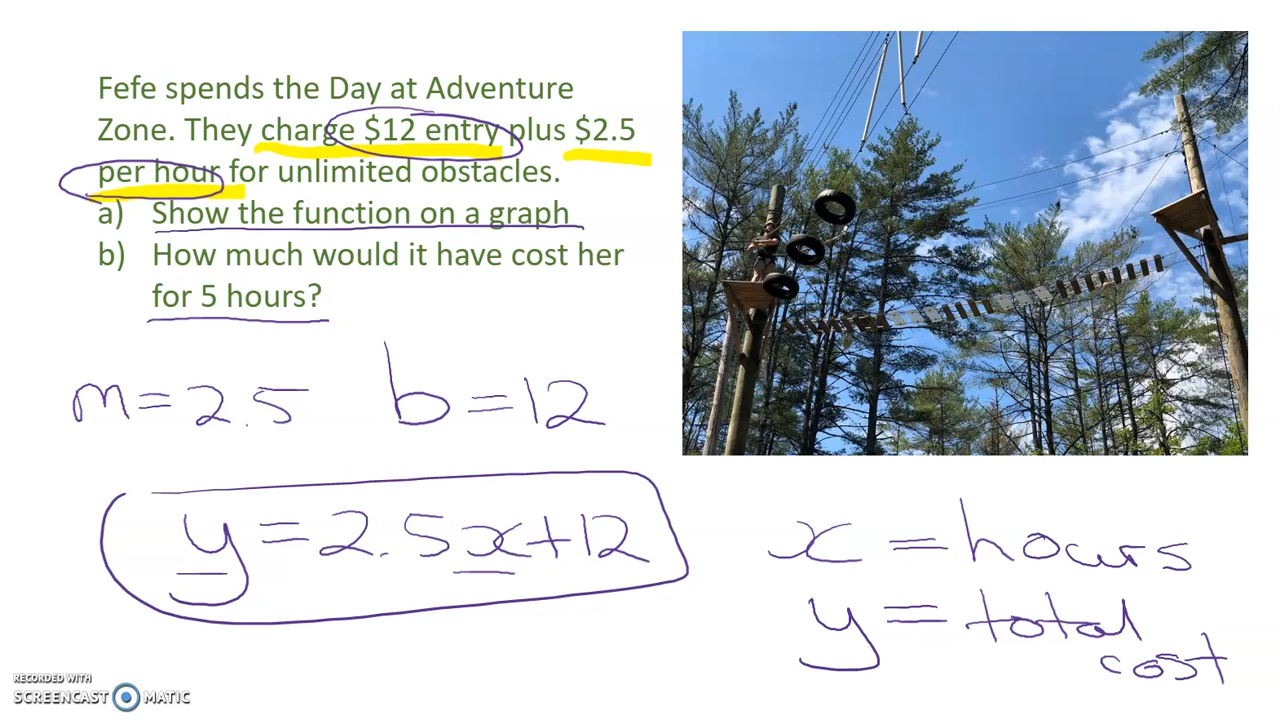 Fefe spends the Day at Adventure
Zone. They charge $12 entry plus $2.5
per hour for unlimited obstacles.
a) Show the function on a graph
b) How much would it have cost her
for 5 hours?
m=2.5 b=12
y=2.5x+12
x=hours
y=total
cost
RECORDED WITH
SCREENCAST MATIC